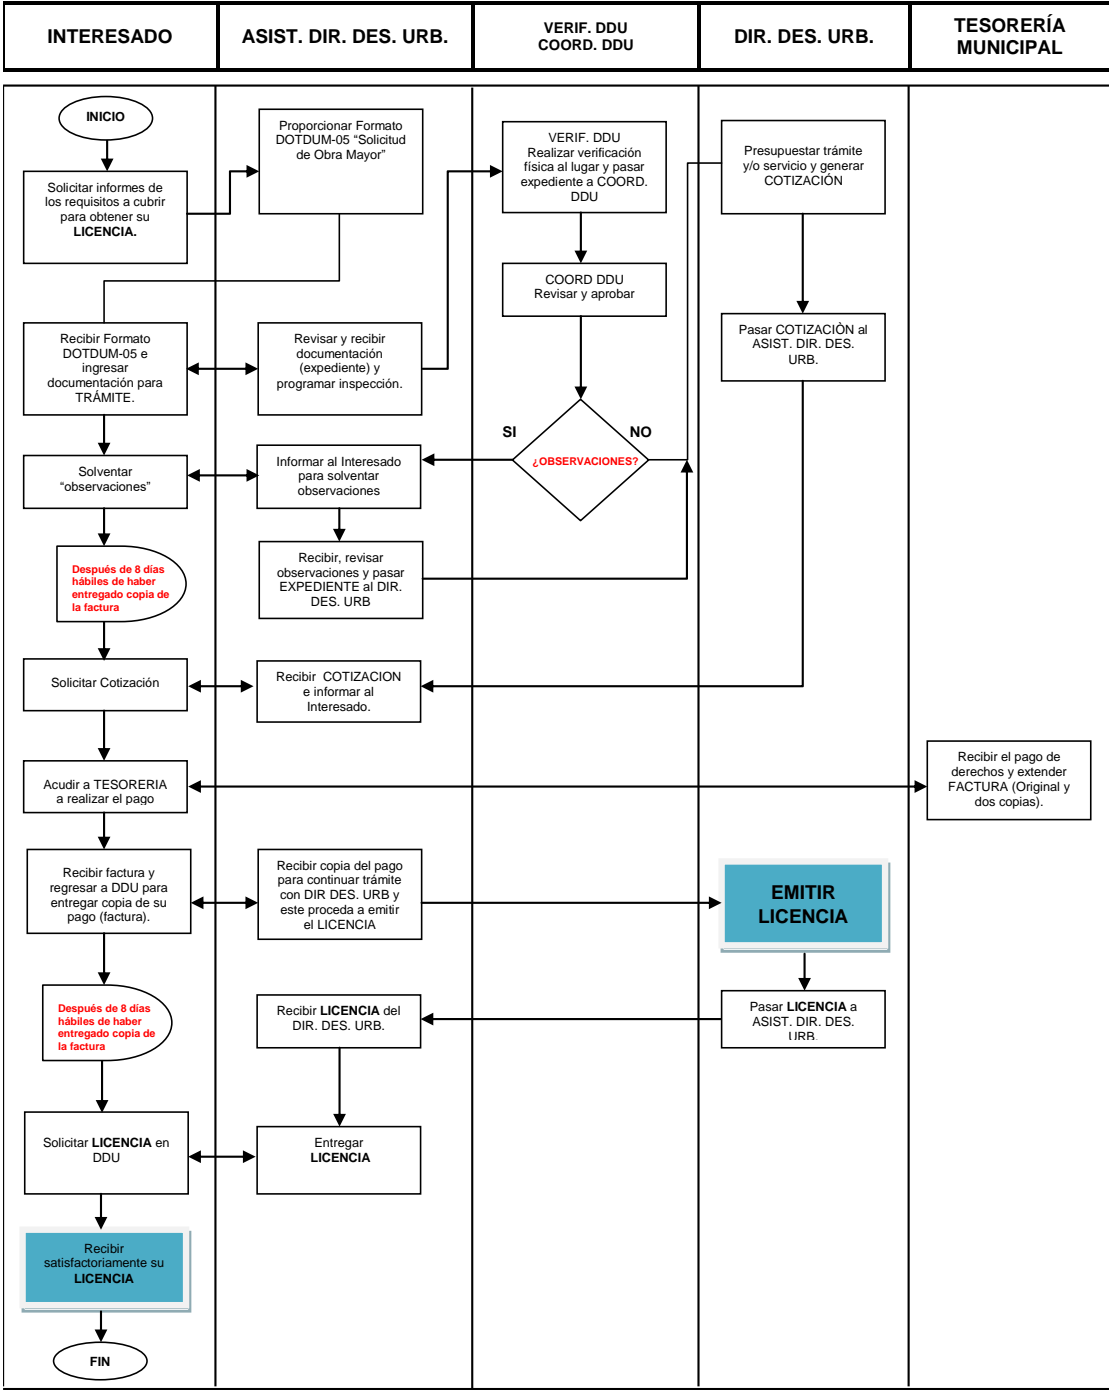 INTERESADO
ASIST. DIR. DES. URB.
VERIF. DDU
COORD. DDU
DIR. DES. URB.
TESORERÍA
MUNICIPAL
INICIO
Solicitar informes de
los requisitos a cubrir
para obtener su
LICENCIA.
Proporcionar Formato
DOTDUM-05 “Solicitud
de Obra Mayor”
VERIF. DDU
Realizar verificación
física al lugar y pasar
expediente a COORD.
DDU
Presupuestar trámite
y/o servicio y generar
COTIZACIÓN
COORD DDU
Revisar y aprobar
Recibir Formato
DOTDUM-05 e
ingresar
documentación para
TRÁMITE.
Revisar y recibir
documentación
(expediente) y
programar inspección.
Pasar COTIZACIÒN al
ASIST. DIR. DES.
URB.
SI
NO
¿OBSERVACIONES?
Solventar
“observaciones”
Informar al Interesado
para solventar
observaciones
Después de 8 días
hábiles de haber
entregado copia de
la factura
Recibir, revisar
observaciones y pasar
EXPEDIENTE al DIR.
DES. URB
Solicitar Cotización
Recibir COTIZACION
e informar al
Interesado.
Acudir a TESORERIA
a realizar el pago
Recibir el pago de
derechos y extender
FACTURA (Original y
dos copias).
Recibir factura y
regresar a DDU para
entregar copia de su
pago (factura).
Recibir copia del pago
para continuar trámite
con DIR DES. URB y
este proceda a emitir
el LICENCIA
EMITIR
LICENCIA
Después de 8 días
hábiles de haber
entregado copia de
la factura
Recibir LICENCIA del
DIR. DES. URB.
Pasar LICENCIA a
ASIST. DIR. DES.
URB.
Solicitar LICENCIA en
DDU
Entregar
LICENCIA
Recibir
satisfactoriamente su
LICENCIA
FIN